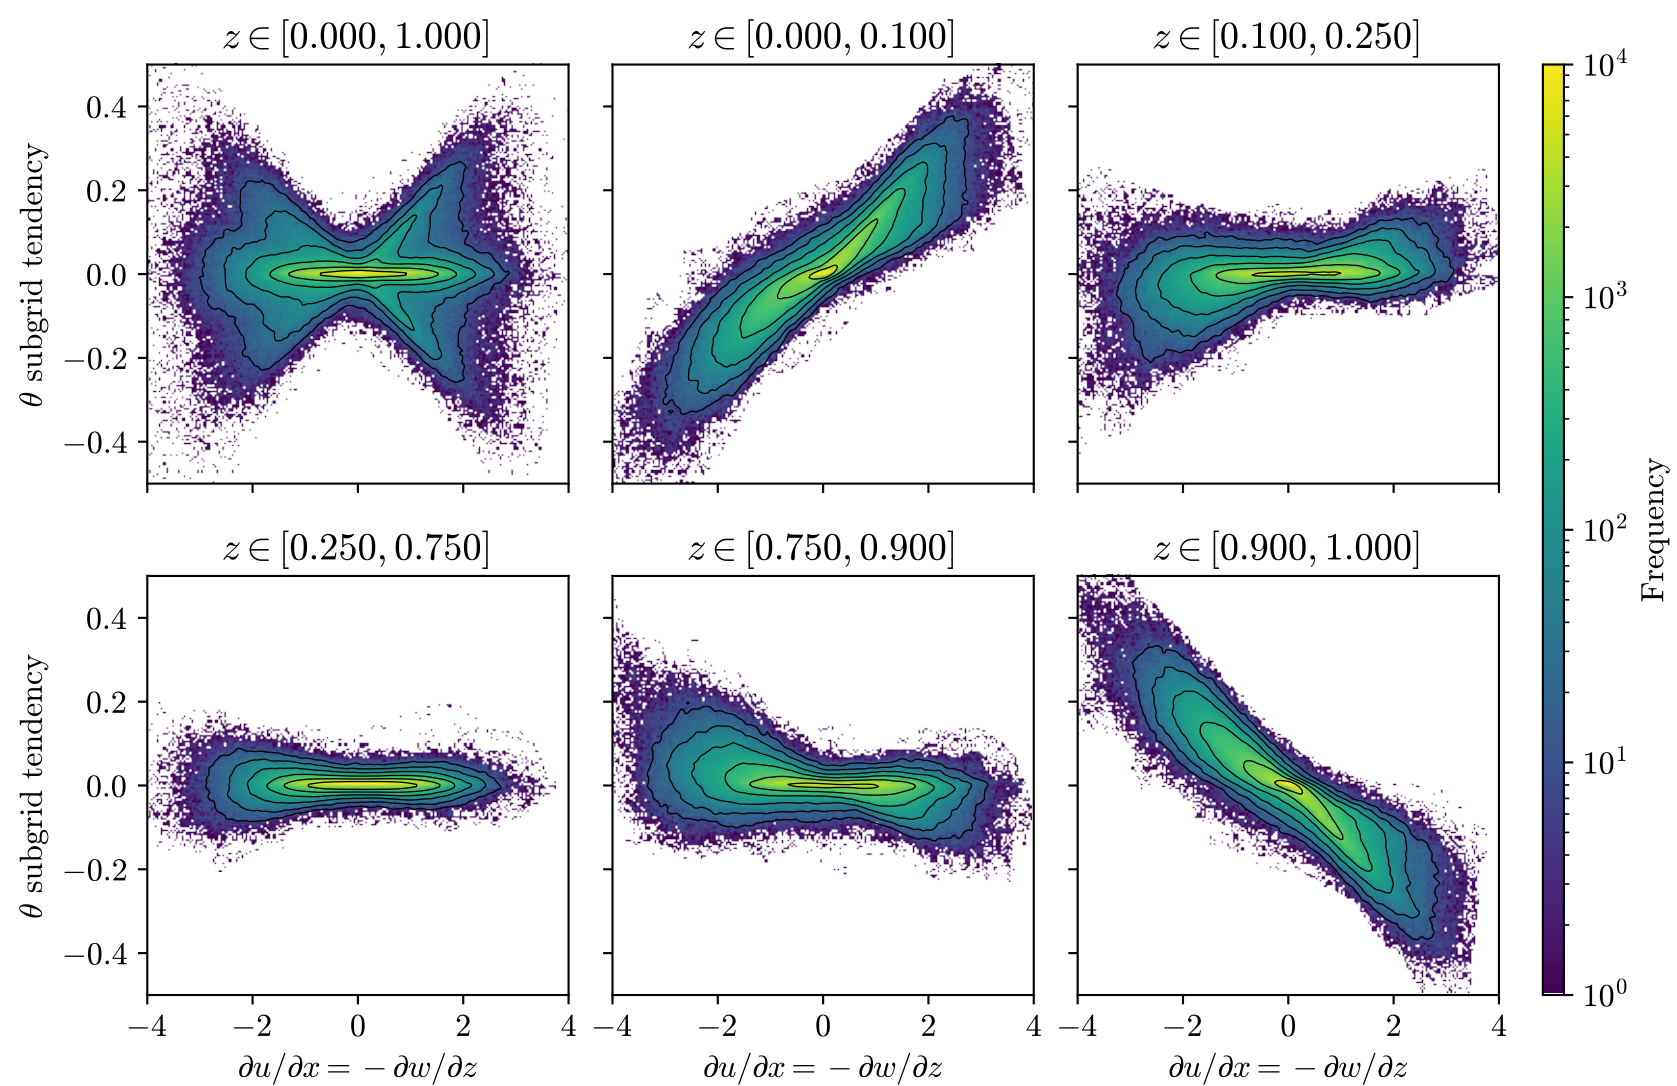 z ∈ [0.000, 1.000]
z ∈ [0.000, 0.100]
z ∈ [0.100, 0.250]
θ subgrid tendency
0.4
0.2
0.0
−0.2
−0.4
z ∈ [0.250, 0.750]
z ∈ [0.750, 0.900]
z ∈ [0.900, 1.000]
θ subgrid tendency
0.4
0.2
0.0
−0.2
−0.4
−4 −2 0 2 4
−4 −2 0 2 4
−4 −2 0 2 4
∂u/∂x = −∂w/∂z
∂u/∂x = −∂w/∂z
∂u/∂x = −∂w/∂z
10⁴
10³
10²
10¹
10⁰
Frequency